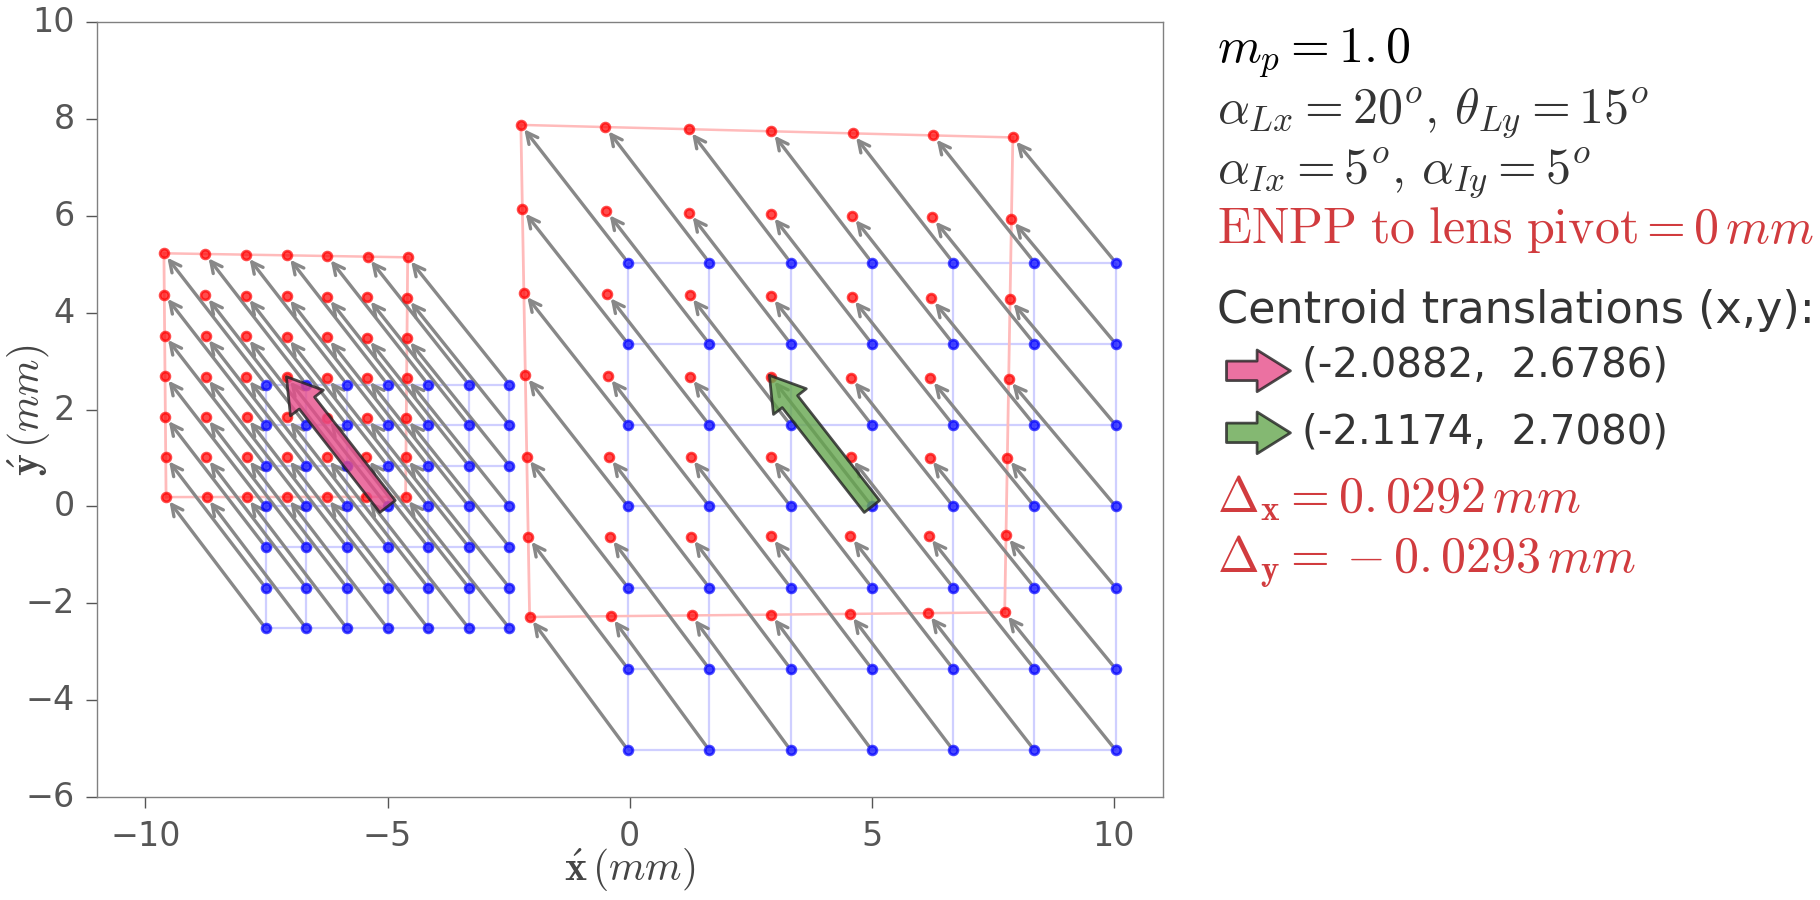 10
8
6
4
2
0
−2
−4
−6
−10 −5 0 5 10
x́ (mm)
ý (mm)
m_p = 1.0
α_Lx = 20°, θ_Ly = 15°
α_Ix = 5°, α_Iy = 5°
ENPP to lens pivot = 0 mm
Centroid translations (x,y):
(-2.0882, 2.6786)
(-2.1174, 2.7080)
Δ_x = 0.0292 mm
Δ_y = −0.0293 mm